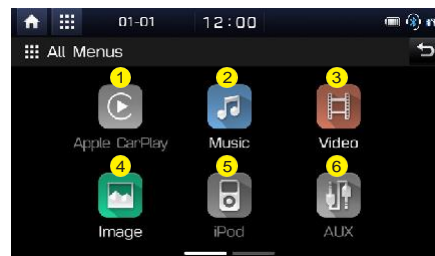 01-01 12:00
All Menus
1 2 3
Apple CarPlay Music Video
4 5 6
Image iPod AUX